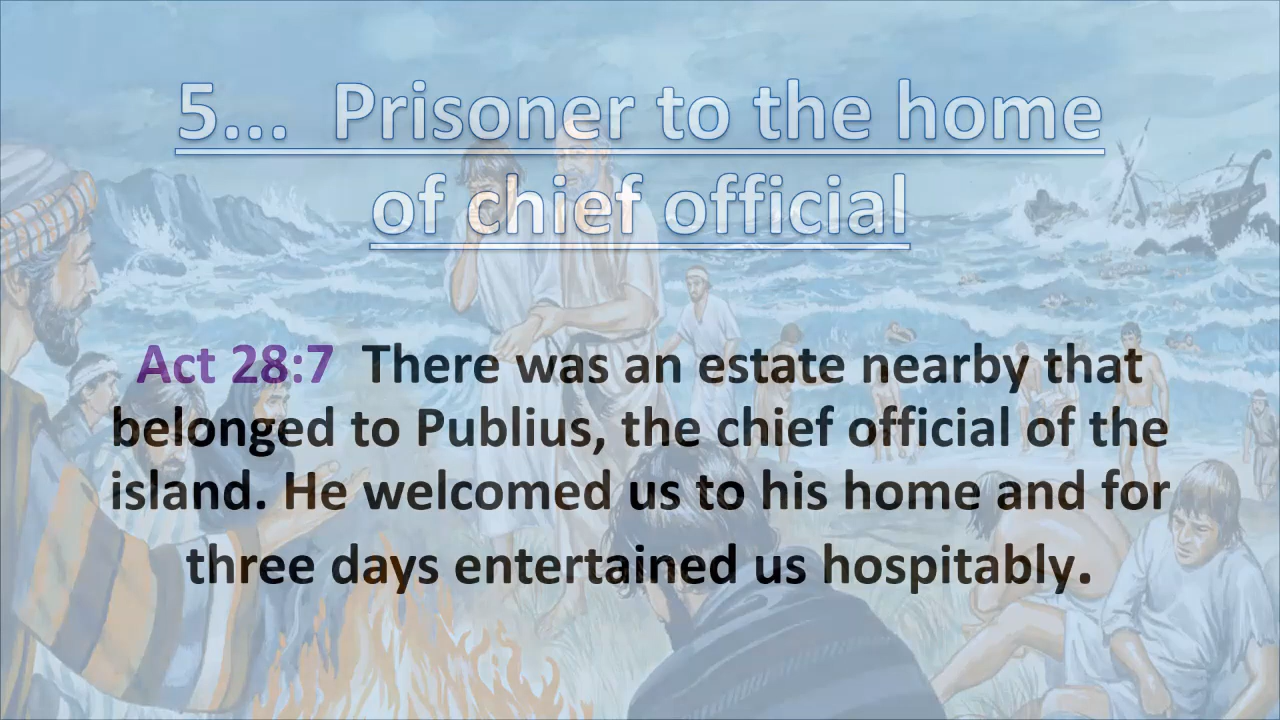 5... Prisoner to the home
of chief official
Act 28:7 There was an estate nearby that
belonged to Publius, the chief official of the
island. He welcomed us to his home and for
three days entertained us hospitably.